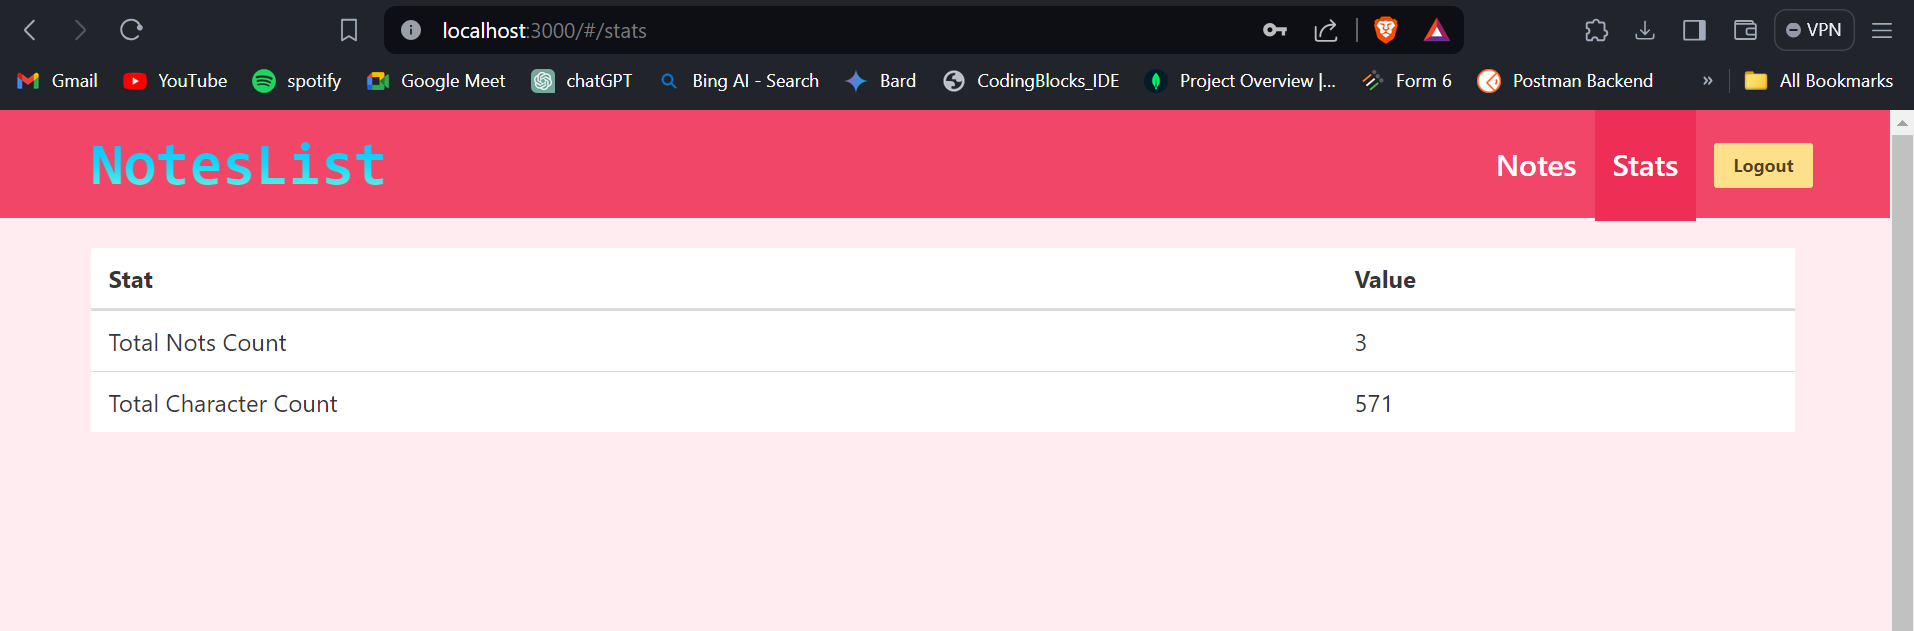 localhost:3000/#/stats VPN
Gmail YouTube spotify Google Meet chatGPT Bing AI - Search Bard CodingBlocks_IDE Project Overview |... Form 6 Postman Backend » All Bookmarks
NotesList Notes Stats Logout
Stat Value
Total Nots Count 3
Total Character Count 571